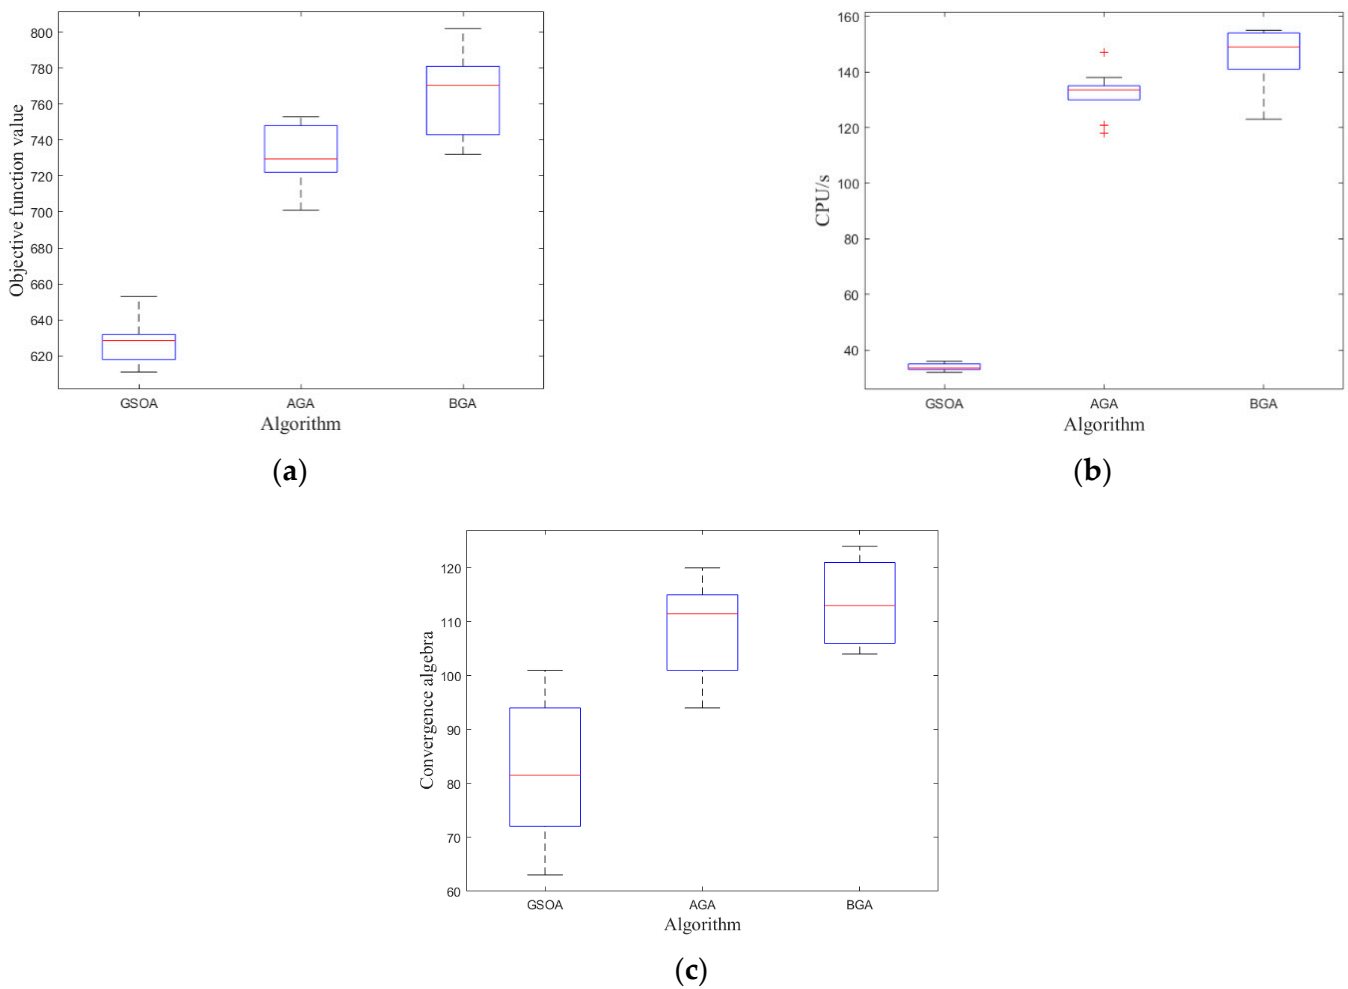 800
780
760
740
720
700
680
660
640
620
Objective function value
GSOA AGA BGA
Algorithm
(a)
160
140
120
100
80
60
40
CPU/s
GSOA AGA BGA
Algorithm
(b)
120
110
100
90
80
70
60
Convergence algebra
GSOA AGA BGA
Algorithm
(c)